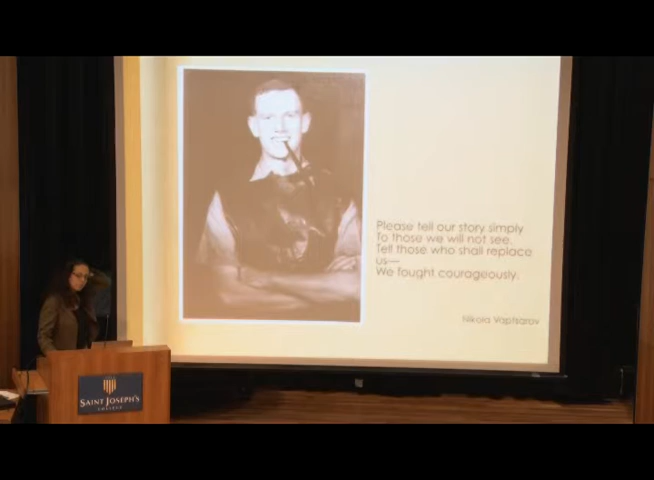 Please tell our story simply
To those we will not see,
Tell those who shall replace
us—
We fought courageously.
Nikola Vaptsarov
SAINT JOSEPH'S
COLLEGE